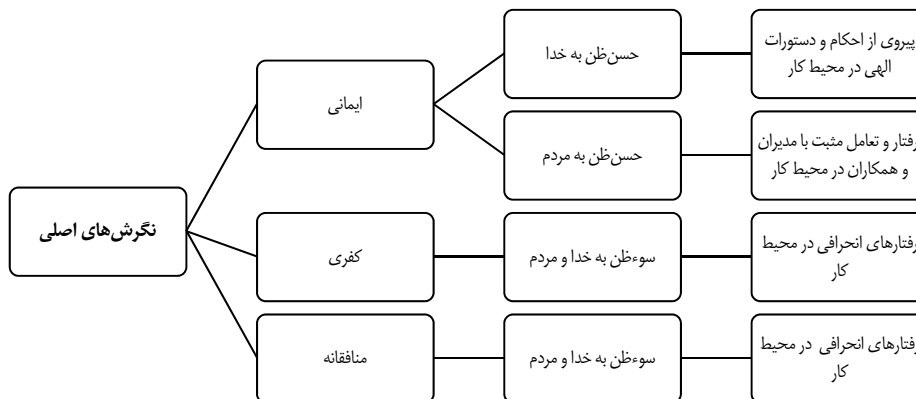 نگرش‌های اصلی
ایمانی
حسن‌ظن به خدا
پیروی از احکام و دستورات
الهی در محیط کار
حسن‌ظن به مردم
رفتار و تعامل مثبت با مدیران
و همکاران در محیط کار
کفری
سوءظن به خدا و مردم
رفتارهای انحرافی در محیط
کار
منافقانه
سوءظن به خدا و مردم
رفتارهای انحرافی در محیط
کار